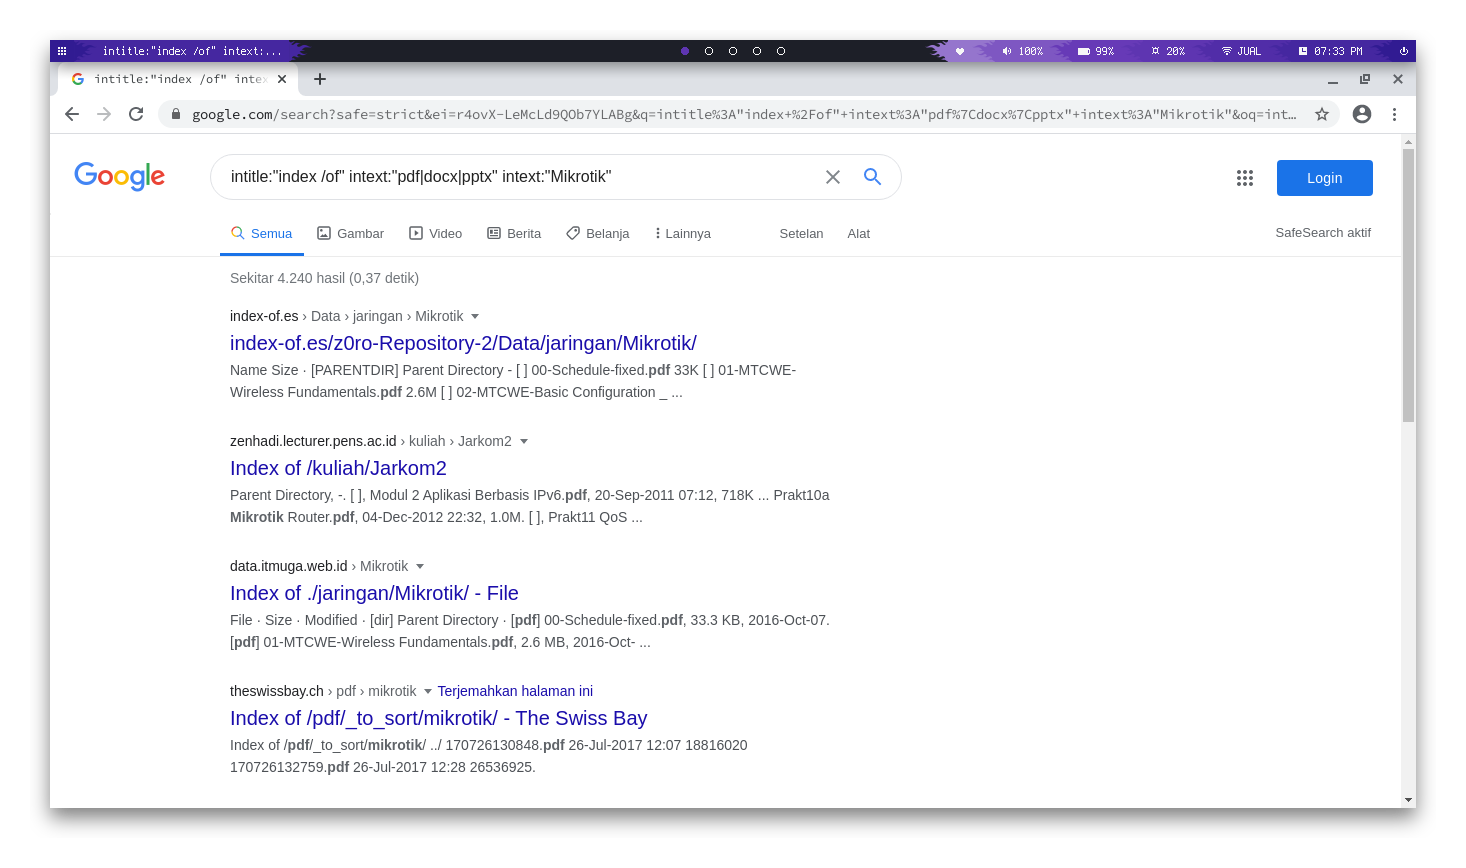 intitle:"index /of" intext:...
100%
99%
20%
JUAL
07:33 PM
intitle:"index /of" intex
google.com/search?safe=strict&ei=r4ovX-LeMcLd9QOb7YLABg&q=intitle%3A"index+%2Fof"+intext%3A"pdf%7Cdocx%7Cpptx"+intext%3A"Mikrotik"&oq=int...
Google
intitle:"index /of" intext:"pdf|docx|pptx" intext:"Mikrotik"
Login
Semua Gambar Video Berita Belanja Lainnya Setelan Alat SafeSearch aktif
Sekitar 4.240 hasil (0,37 detik)
index-of.es › Data › jaringan › Mikrotik
index-of.es/z0ro-Repository-2/Data/jaringan/Mikrotik/
Name Size · [PARENTDIR] Parent Directory - [ ] 00-Schedule-fixed.pdf 33K [ ] 01-MTCWE-
Wireless Fundamentals.pdf 2.6M [ ] 02-MTCWE-Basic Configuration _ ...
zenhadi.lecturer.pens.ac.id › kuliah › Jarkom2
Index of /kuliah/Jarkom2
Parent Directory, -. [ ], Modul 2 Aplikasi Berbasis IPv6.pdf, 20-Sep-2011 07:12, 718K ... Prakt10a
Mikrotik Router.pdf, 04-Dec-2012 22:32, 1.0M. [ ], Prakt11 QoS ...
data.itmuga.web.id › Mikrotik
Index of ./jaringan/Mikrotik/ - File
File · Size · Modified · [dir] Parent Directory · [pdf] 00-Schedule-fixed.pdf, 33.3 KB, 2016-Oct-07.
[pdf] 01-MTCWE-Wireless Fundamentals.pdf, 2.6 MB, 2016-Oct- ...
theswissbay.ch › pdf › mikrotik Terjemahkan halaman ini
Index of /pdf/_to_sort/mikrotik/ - The Swiss Bay
Index of /pdf/_to_sort/mikrotik/ ../ 170726130848.pdf 26-Jul-2017 12:07 18816020
170726132759.pdf 26-Jul-2017 12:28 26536925.